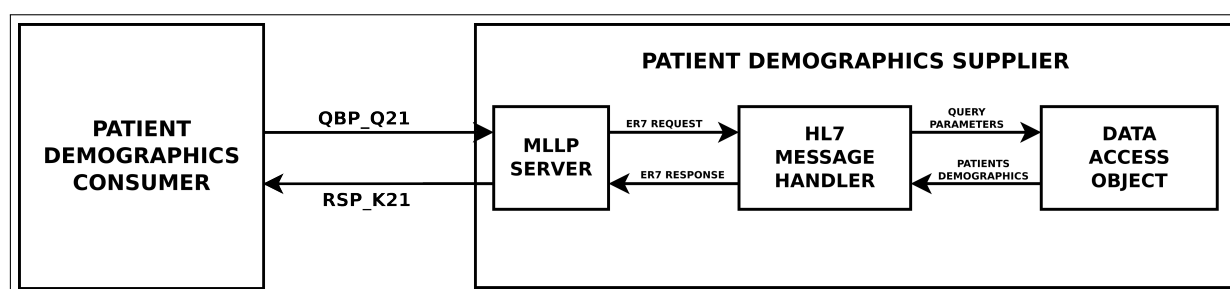 PATIENT DEMOGRAPHICS SUPPLIER
PATIENT
DEMOGRAPHICS
CONSUMER
QBP_Q21
RSP_K21
MLLP
SERVER
ER7 REQUEST
ER7 RESPONSE
HL7
MESSAGE
HANDLER
QUERY
PARAMETERS
PATIENTS
DEMOGRAPHICS
DATA
ACCESS
OBJECT